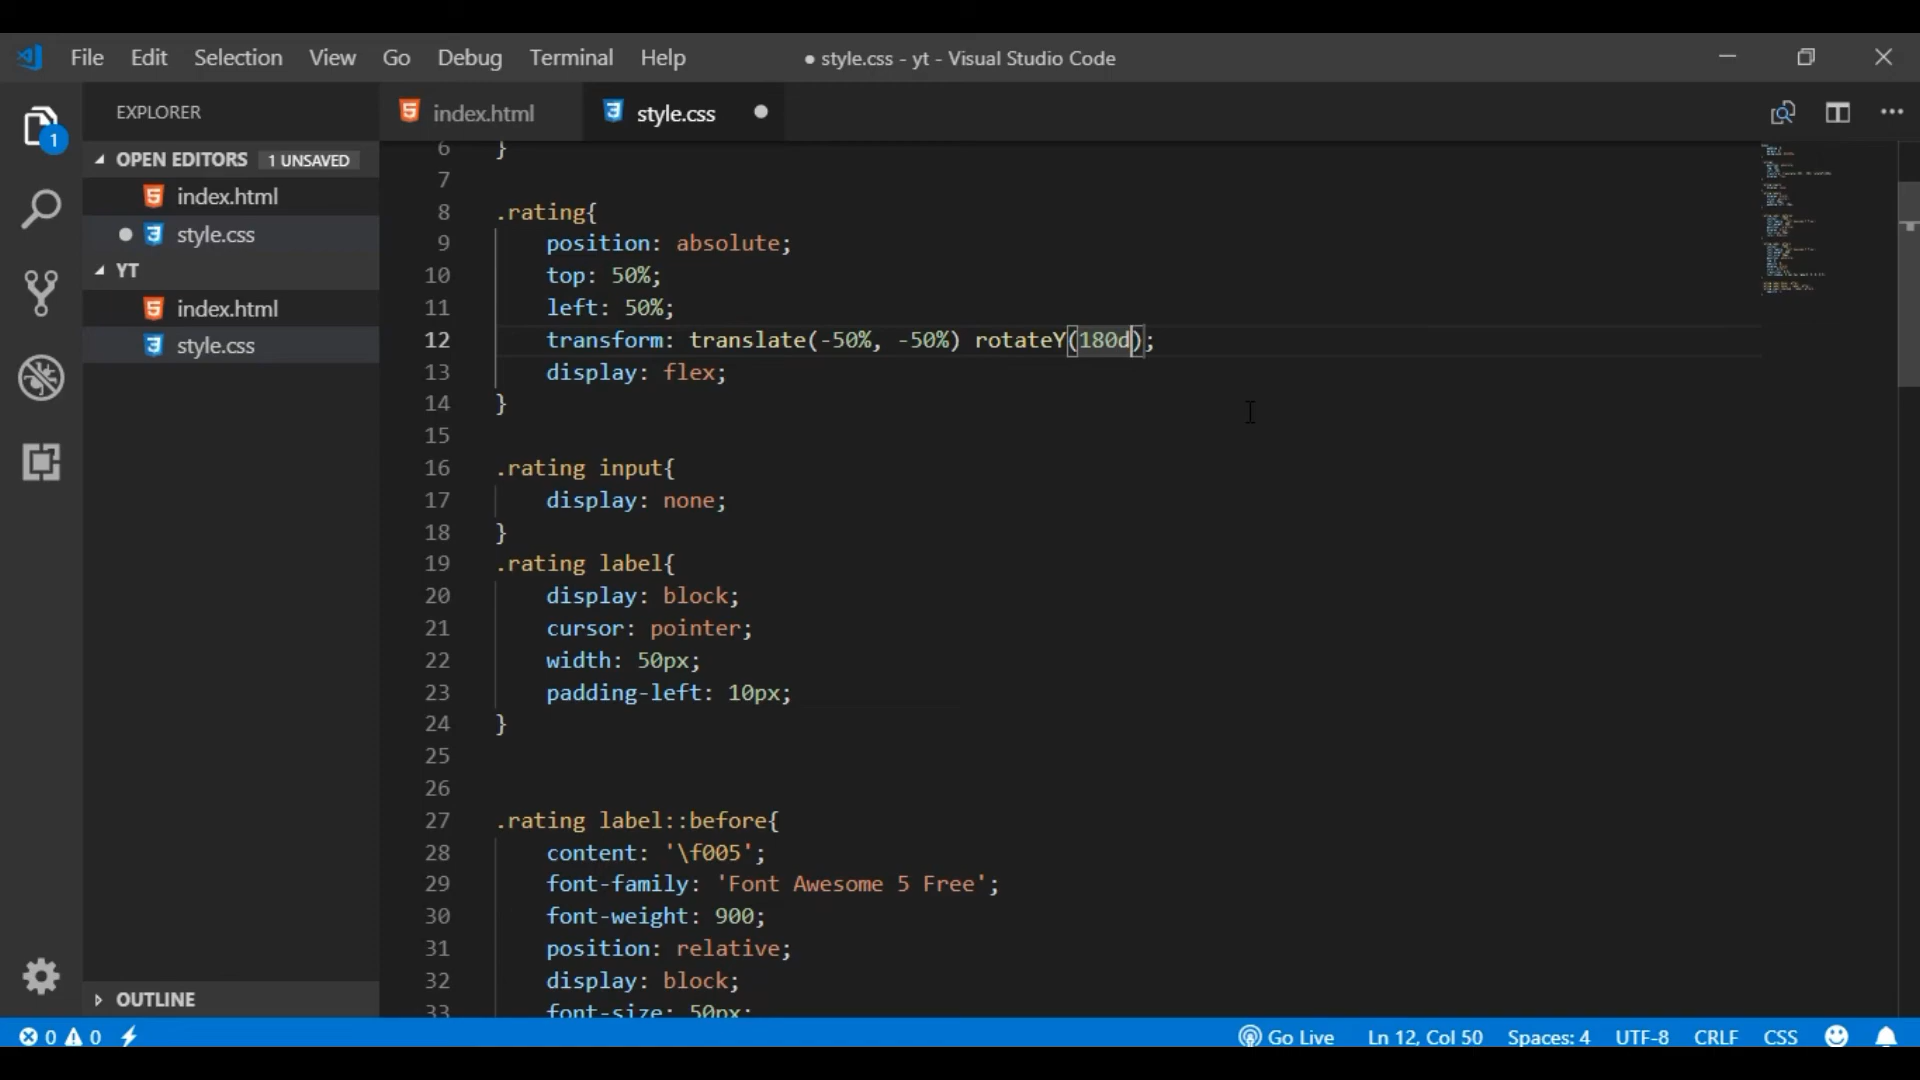 File Edit Selection View Go Debug Terminal Help
● style.css - yt - Visual Studio Code
EXPLORER
index.html
style.css
OPEN EDITORS 1 UNSAVED
index.html
style.css
YT
index.html
style.css
OUTLINE
1
6 }
7
8 .rating{
9 position: absolute;
10 top: 50%;
11 left: 50%;
12 transform: translate(-50%, -50%) rotateY(180d);
13 display: flex;
14 }
15
16 .rating input{
17 display: none;
18 }
19 .rating label{
20 display: block;
21 cursor: pointer;
22 width: 50px;
23 padding-left: 10px;
24 }
25
26
27 .rating label::before{
28 content: '\f005';
29 font-family: 'Font Awesome 5 Free';
30 font-weight: 900;
31 position: relative;
32 display: block;
33 font-size: 50px;
0 0
Go Live Ln 12, Col 50 Spaces: 4 UTF-8 CRLF CSS